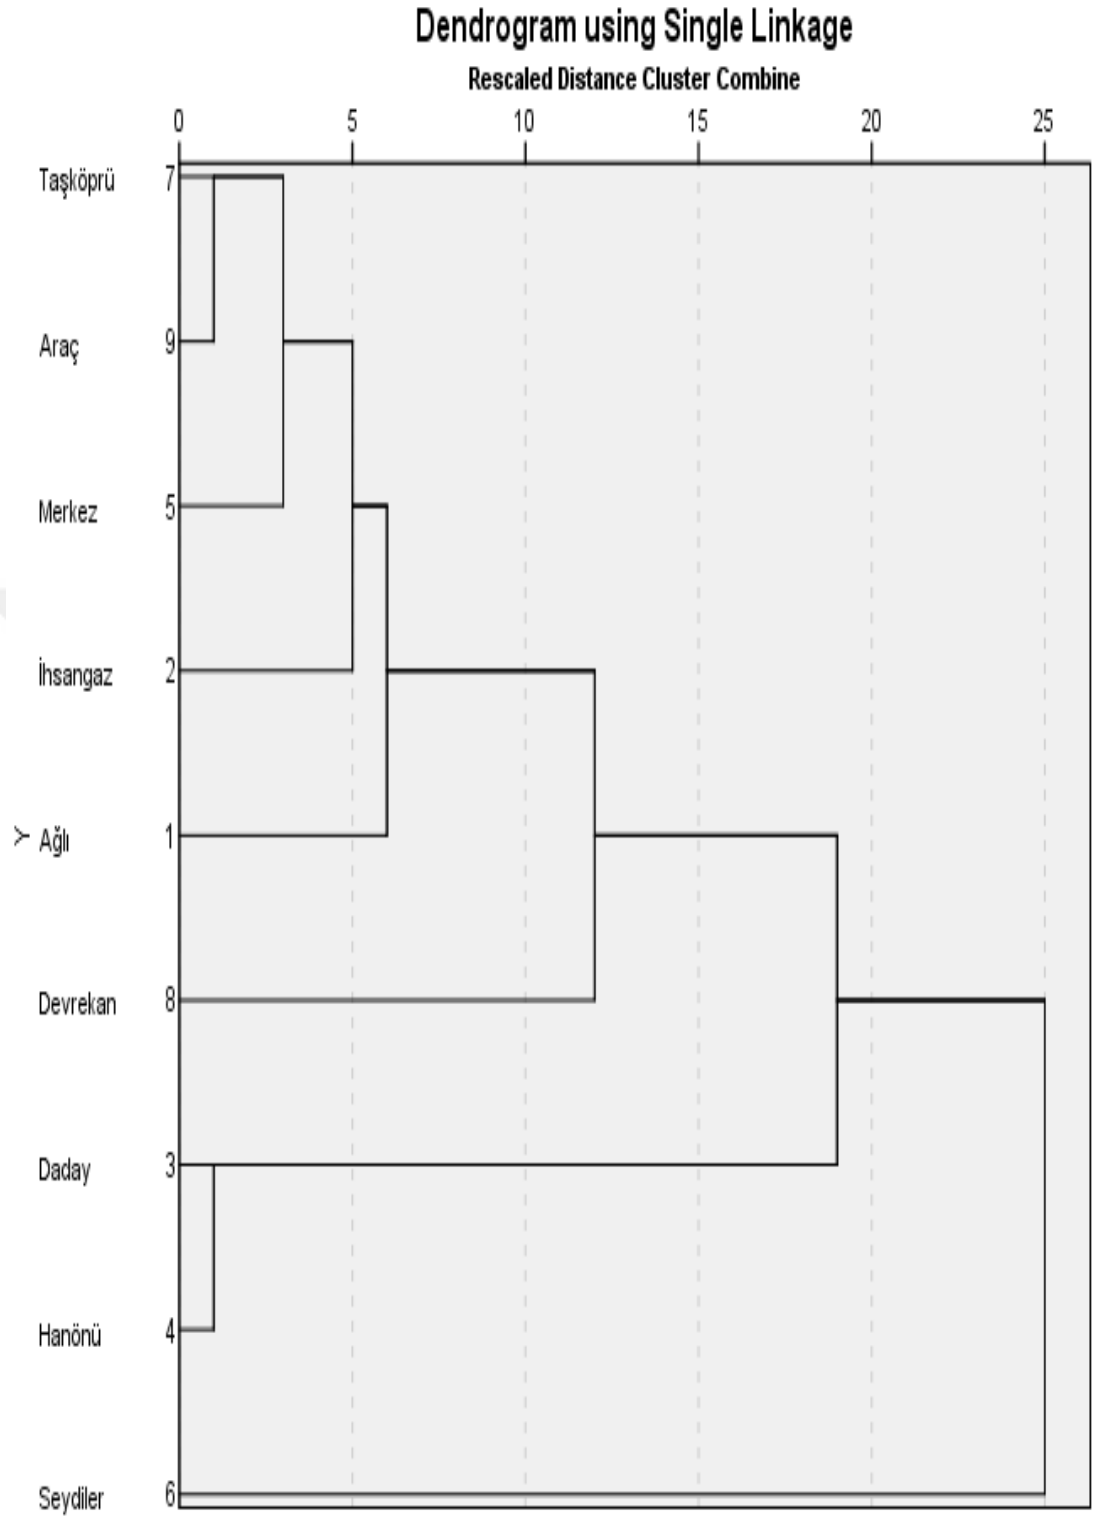 Dendrogram using Single Linkage
Rescaled Distance Cluster Combine
0 5 10 15 20 25
Taşköprü 7
Araç 9
Merkez 5
İhsangaz 2
Y Ağlı 1
Devrekan 8
Daday 3
Hanönü 4
Seydiler 6